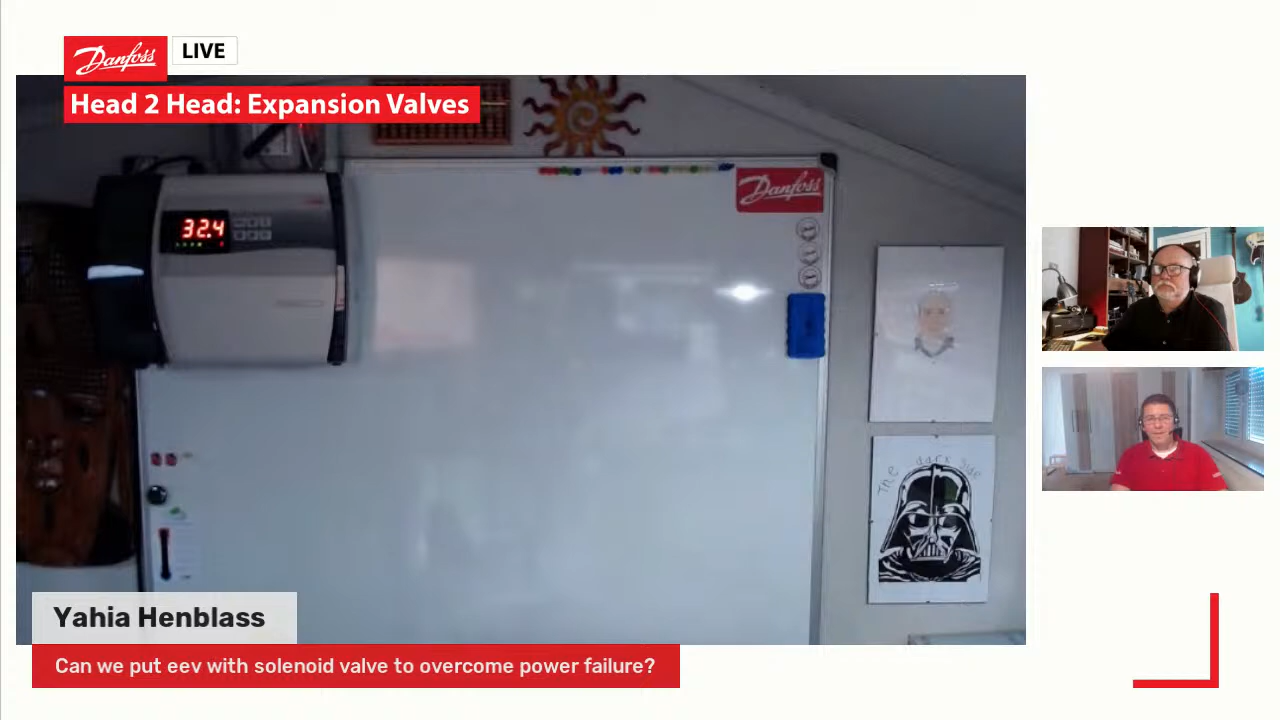 Danfoss
LIVE
Head 2 Head: Expansion Valves
32.4
Danfoss
The dark side
Yahia Henblass
Can we put eev with solenoid valve to overcome power failure?